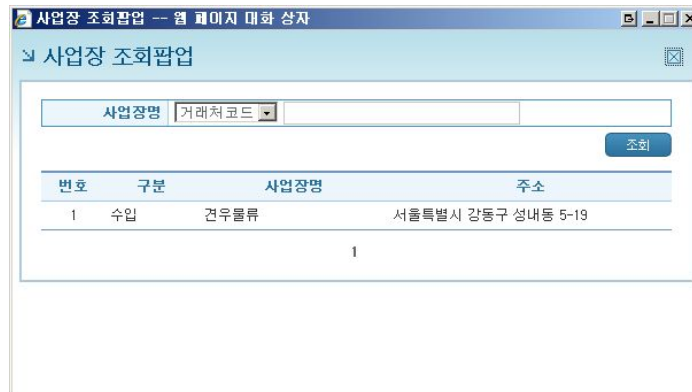 사업장 조회팝업 -- 웹 페이지 대화 상자
사업장 조회팝업
사업장명 거래처코드
조회
번호 구분 사업장명 주소
1 수입 견우물류 서울특별시 강동구 성내동 5-19
1